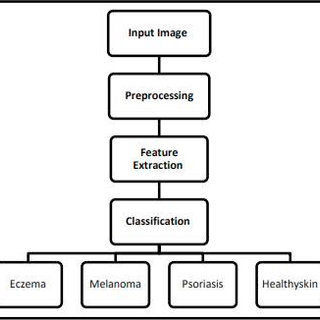 Input Image
Preprocessing
Feature
Extraction
Classification
Eczema
Melanoma
Psoriasis
Healthyskin